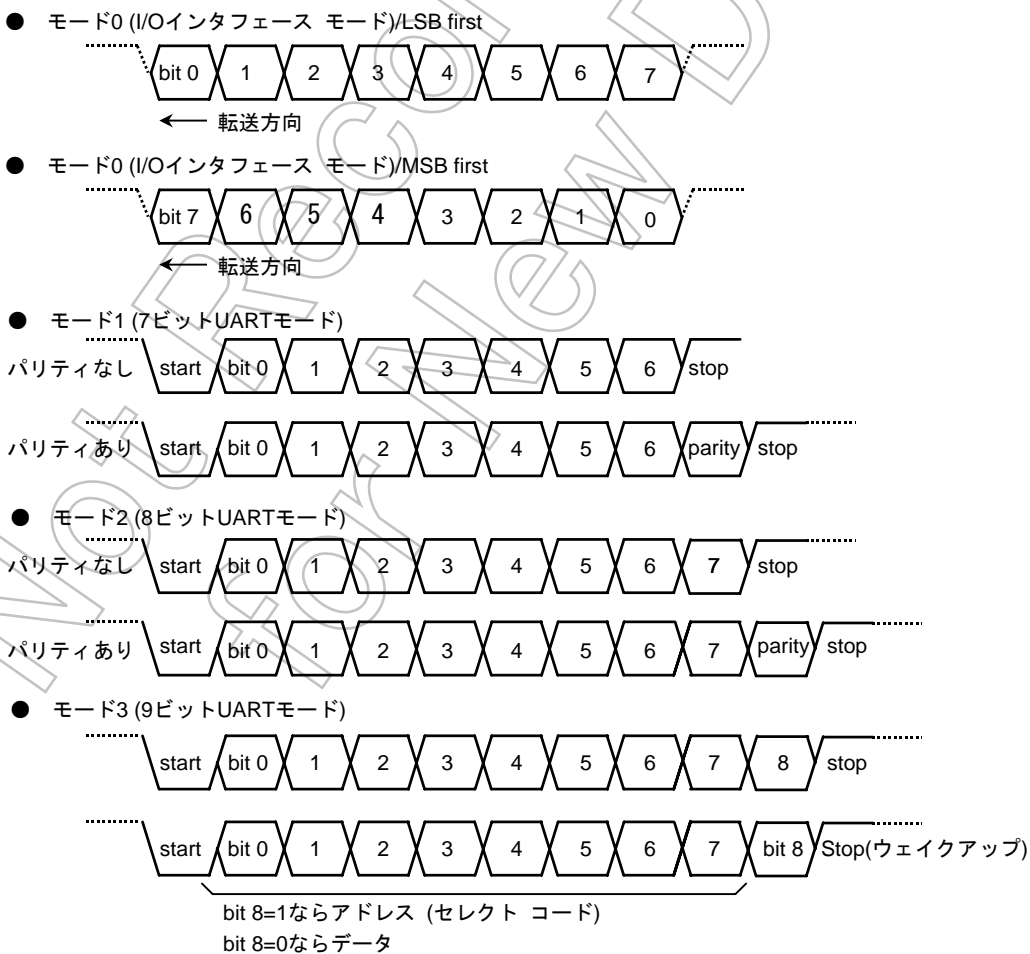 ● モード0 (I/Oインタフェース モード)/LSB first
bit 0 1 2 3 4 5 6 7
← 転送方向
● モード0 (I/Oインタフェース モード)/MSB first
bit 7 6 5 4 3 2 1 0
← 転送方向
● モード1 (7ビットUARTモード)
パリティなし start bit 0 1 2 3 4 5 6 stop
パリティあり start bit 0 1 2 3 4 5 6 parity stop
● モード2 (8ビットUARTモード)
パリティなし start bit 0 1 2 3 4 5 6 7 stop
パリティあり start bit 0 1 2 3 4 5 6 7 parity stop
● モード3 (9ビットUARTモード)
start bit 0 1 2 3 4 5 6 7 8 stop
start bit 0 1 2 3 4 5 6 7 bit 8 Stop(ウェイクアップ)
bit 8=1ならアドレス (セレクト コード)
bit 8=0ならデータ
Not Reco
for New D